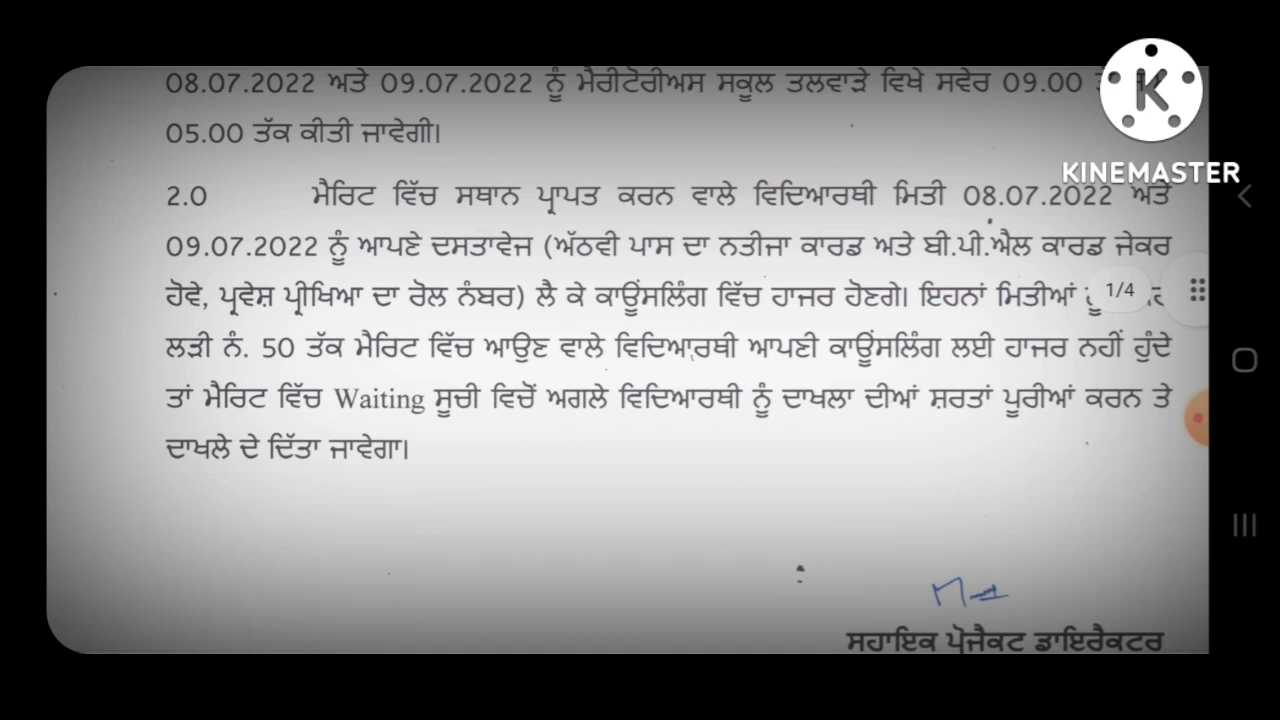 08.07.2022 ਅਤੇ 09.07.2022 ਨੂੰ ਮੈਰੀਟੋਰੀਅਸ ਸਕੂਲ ਤਲਵਾੜੇ ਵਿਖੇ ਸਵੇਰ 09.00
05.00 ਤੱਕ ਕੀਤੀ ਜਾਵੇਗੀ।
KINEMASTER
2.0 ਮੈਰਿਟ ਵਿੱਚ ਸਥਾਨ ਪ੍ਰਾਪਤ ਕਰਨ ਵਾਲੇ ਵਿਦਿਆਰਥੀ ਮਿਤੀ 08.07.2022 ਅਤੇ
09.07.2022 ਨੂੰ ਆਪਣੇ ਦਸਤਾਵੇਜ (ਅੱਠਵੀ ਪਾਸ ਦਾ ਨਤੀਜਾ ਕਾਰਡ ਅਤੇ ਬੀ.ਪੀ.ਐਲ ਕਾਰਡ ਜੇਕਰ
ਹੋਵੇ, ਪ੍ਰਵੇਸ਼ ਪ੍ਰੀਖਿਆ ਦਾ ਰੋਲ ਨੰਬਰ) ਲੈ ਕੇ ਕਾਊਂਸਲਿੰਗ ਵਿੱਚ ਹਾਜਰ ਹੋਣਗੇ। ਇਹਨਾਂ ਮਿਤੀਆਂ
1/4
ਲੜੀ ਨੰ. 50 ਤੱਕ ਮੈਰਿਟ ਵਿੱਚ ਆਉਣ ਵਾਲੇ ਵਿਦਿਆਰਥੀ ਆਪਣੀ ਕਾਊਂਸਲਿੰਗ ਲਈ ਹਾਜਰ ਨਹੀਂ ਹੁੰਦੇ
ਤਾਂ ਮੈਰਿਟ ਵਿੱਚ Waiting ਸੂਚੀ ਵਿਚੋਂ ਅਗਲੇ ਵਿਦਿਆਰਥੀ ਨੂੰ ਦਾਖਲਾ ਦੀਆਂ ਸ਼ਰਤਾਂ ਪੂਰੀਆਂ ਕਰਨ ਤੇ
ਦਾਖਲੇ ਦੇ ਦਿੱਤਾ ਜਾਵੇਗਾ।
ਸਹਾਇਕ ਪ੍ਰੋਜੈਕਟ ਡਾਇਰੈਕਟਰ